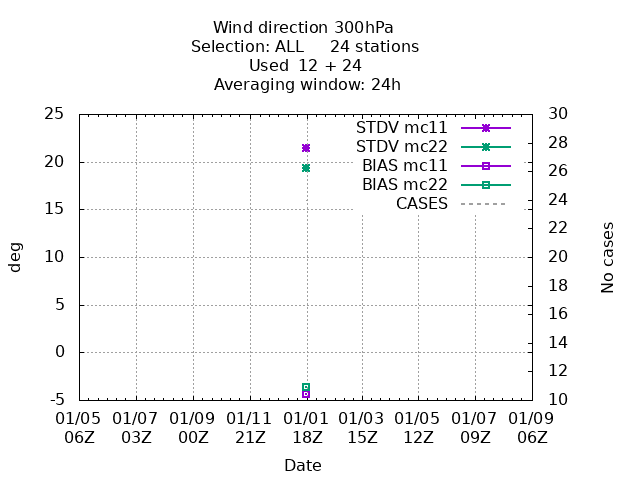 Wind direction 300hPa
Selection: ALL 24 stations
Used 12 + 24
Averaging window: 24h
25
20
15
10
5
0
-5
deg
30
28
26
24
22
20
18
16
14
12
10
No cases
STDV mc11
STDV mc22
BIAS mc11
BIAS mc22
CASES
01/05 01/07 01/09 01/11 01/01 01/03 01/05 01/07 01/09
06Z 03Z 00Z 21Z 18Z 15Z 12Z 09Z 06Z
Date